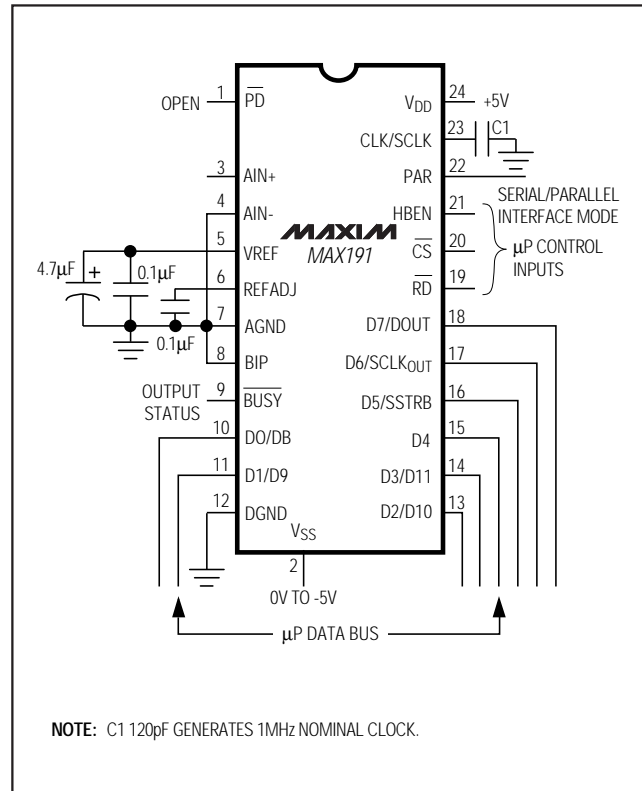 OPEN
1
PD
3
AIN+
4
AIN-
5
VREF
4.7µF
+
0.1µF
6
REFADJ
7
AGND
0.1µF
8
BIP
OUTPUT
STATUS
9
BUSY
10
DO/DB
11
D1/D9
12
DGND
VSS
2
0V TO -5V
MAXIM
MAX191
VDD
24
+5V
CLK/SCLK
23
C1
PAR
22
HBEN
21
SERIAL/PARALLEL
INTERFACE MODE
CS
20
µP CONTROL
INPUTS
RD
19
D7/DOUT
18
D6/SCLKOUT
17
D5/SSTRB
16
D4
15
D3/D11
14
D2/D10
13
µP DATA BUS
NOTE: C1 120pF GENERATES 1MHz NOMINAL CLOCK.